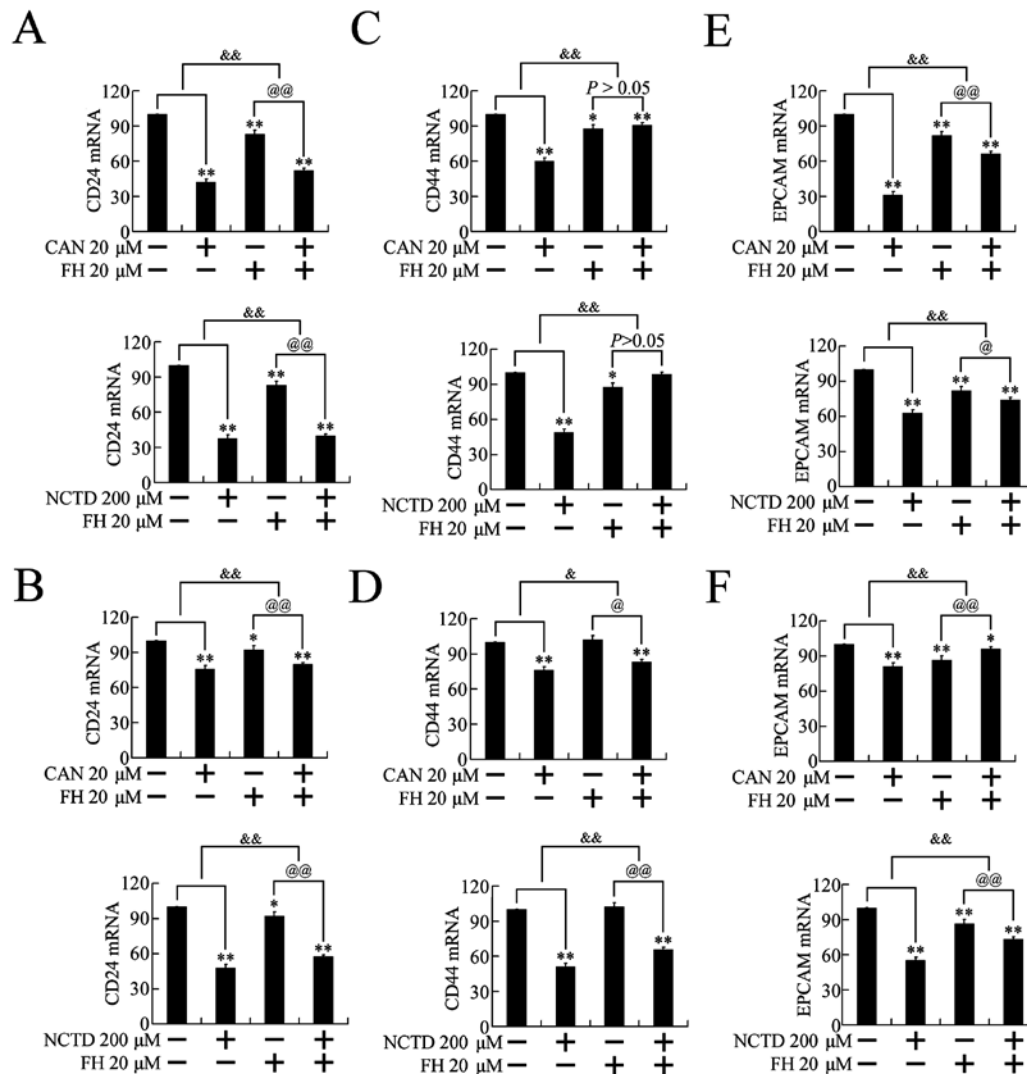 A
&&
@@
120
90
60
30
0
CD24 mRNA
**
**
**
CAN 20 μM − + − +
FH 20 μM − − + +
&&
@@
120
90
60
30
0
CD24 mRNA
**
**
**
NCTD 200 μM − + − +
FH 20 μM − − + +
B
&&
@@
120
90
60
30
0
CD24 mRNA
**
*
**
CAN 20 μM − + − +
FH 20 μM − − + +
&&
@@
120
90
60
30
0
CD24 mRNA
**
*
**
NCTD 200 μM − + − +
FH 20 μM − − + +
C
&&
P > 0.05
120
90
60
30
0
CD44 mRNA
**
*
**
CAN 20 μM − + − +
FH 20 μM − − + +
&&
P>0.05
120
90
60
30
0
CD44 mRNA
**
*
NCTD 200 μM − + − +
FH 20 μM − − + +
D
&
@
120
90
60
30
0
CD44 mRNA
**
**
CAN 20 μM − + − +
FH 20 μM − − + +
&&
@@
120
90
60
30
0
CD44 mRNA
**
**
NCTD 200 μM − + − +
FH 20 μM − − + +
E
&&
@@
120
90
60
30
0
EPCAM mRNA
**
**
**
CAN 20 μM − + − +
FH 20 μM − − + +
&&
@
120
90
60
30
0
EPCAM mRNA
**
**
**
NCTD 200 μM − + − +
FH 20 μM − − + +
F
&&
@@
120
90
60
30
0
EPCAM mRNA
**
**
*
CAN 20 μM − + − +
FH 20 μM − − + +
&&
@@
120
90
60
30
0
EPCAM mRNA
**
**
**
NCTD 200 μM − + − +
FH 20 μM − − + +